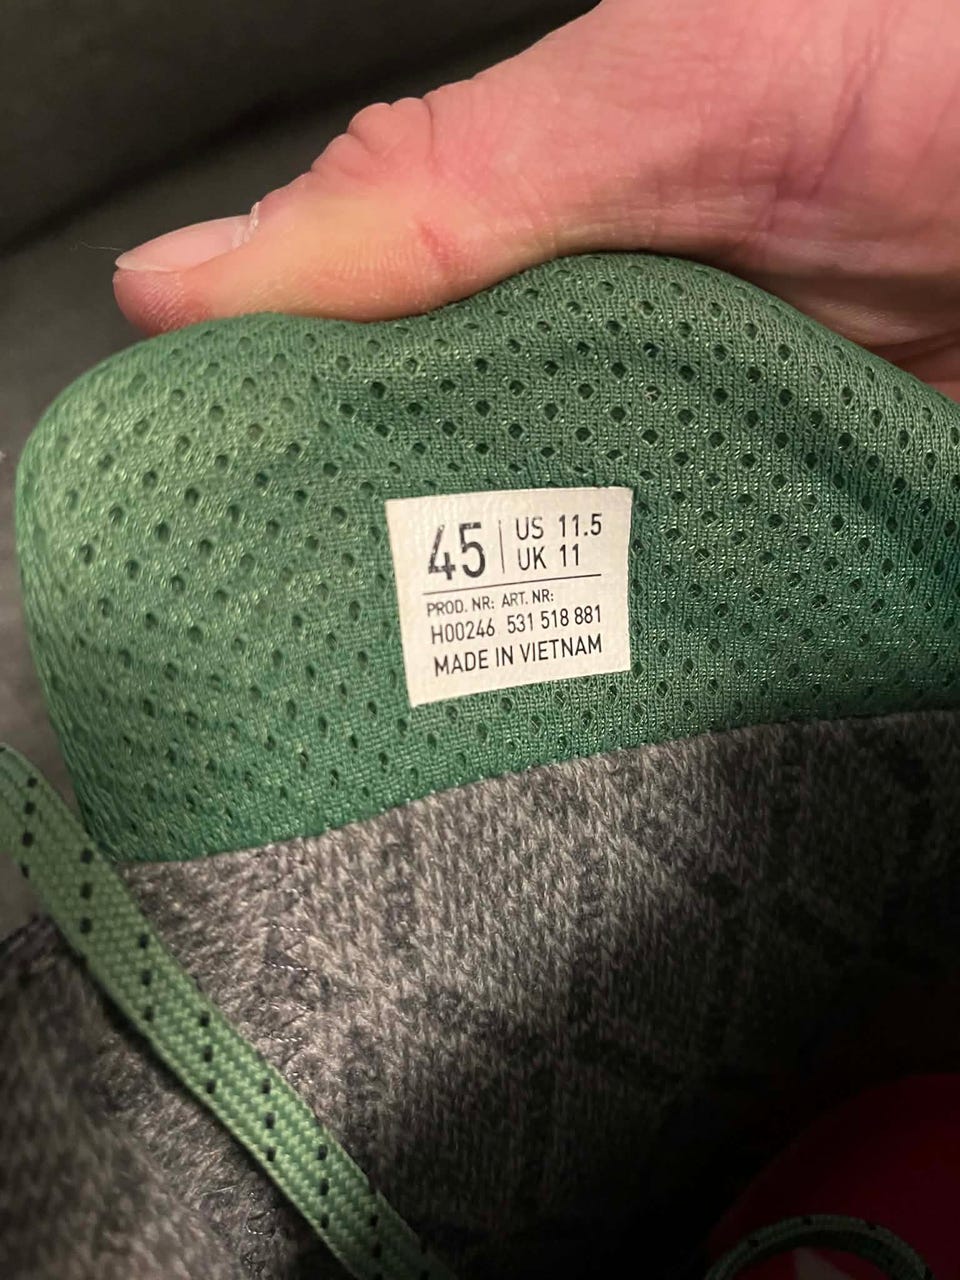 45 US 11.5
UK 11
PROD. NR: ART. NR:
H00246 531 518 881
MADE IN VIETNAM